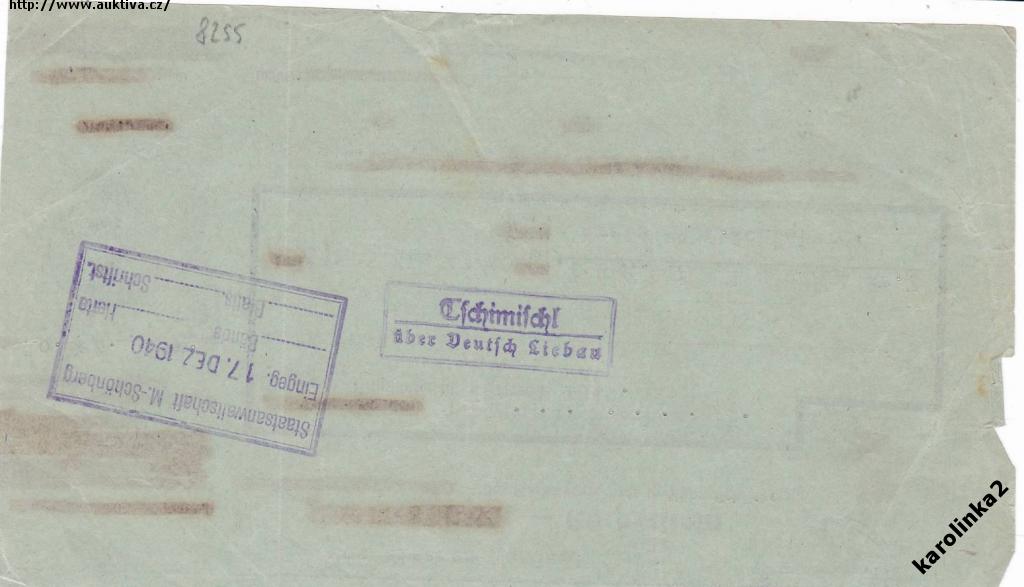 http://www.auktiva.cz/
8255
Tschimischl
über Deutsch Liebau
Staatsanwaltschaft M.-Schönberg
Eingeg. 17. DEZ. 1940
Bände Hefte
Schriftst.
karolinka2